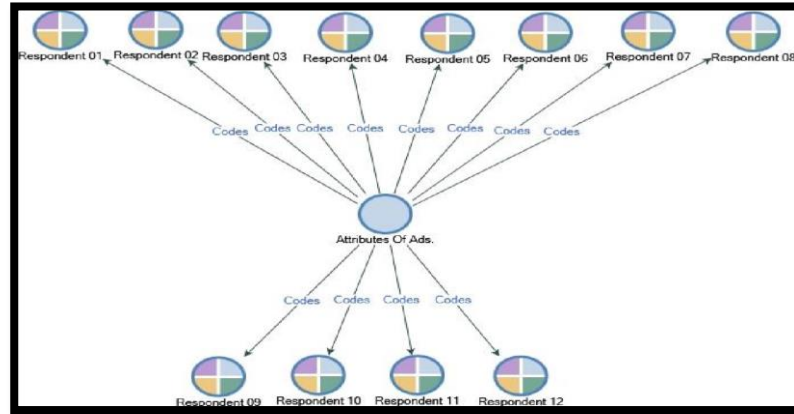 Respondent 01 Respondent 02 Respondent 03 Respondent 04 Respondent 05 Respondent 06 Respondent 07 Respondent 08
Codes Codes Codes Codes Codes Codes Codes Codes
Attributes Of Ads.
Codes Codes Codes Codes
Respondent 09 Respondent 10 Respondent 11 Respondent 12